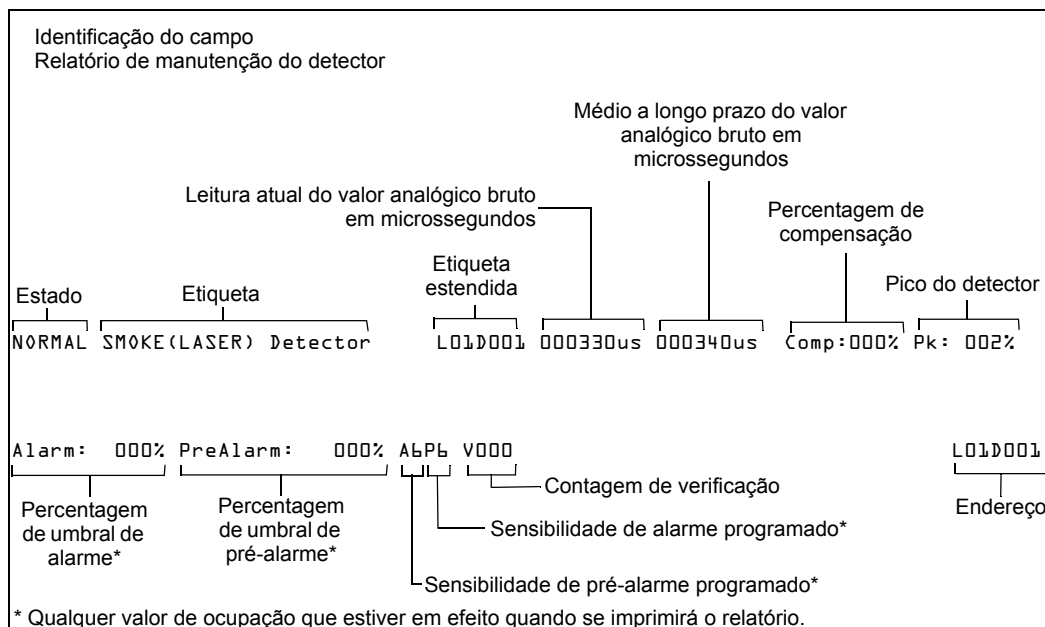 Identificação do campo
Relatório de manutenção do detector
Médio a longo prazo do valor
analógico bruto em
microssegundos
Leitura atual do valor analógico bruto
em microssegundos
Percentagem de
compensação
Etiqueta
estendida
Pico do detector
Estado
Etiqueta
NORMAL SMOKE(LASER) Detector L01D001 000330us 000340us Comp:000% Pk: 002%
Alarm: 000% PreAlarm: 000% A6P6 V000 L01D001
Contagem de verificação
Endereço
Percentagem
de umbral de
alarme*
Percentagem
de umbral de
pré-alarme*
Sensibilidade de alarme programado*
Sensibilidade de pré-alarme programado*
* Qualquer valor de ocupação que estiver em efeito quando se imprimirá o relatório.